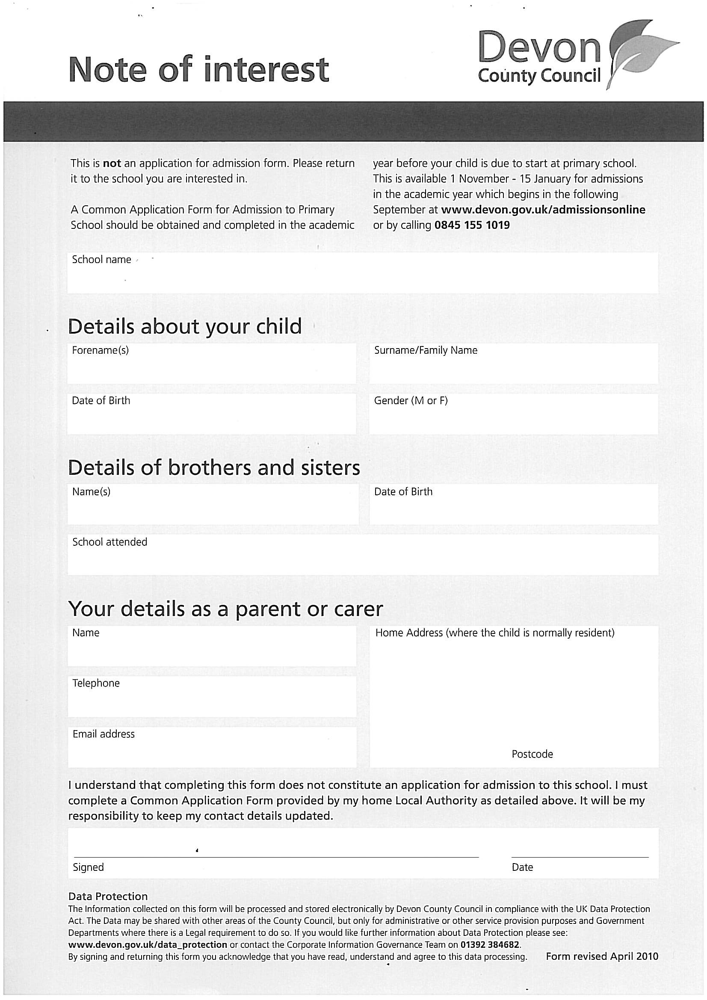 Note of interest
Devon
County Council
This is not an application for admission form. Please return
it to the school you are interested in.
A Common Application Form for Admission to Primary
School should be obtained and completed in the academic
year before your child is due to start at primary school.
This is available 1 November - 15 January for admissions
in the academic year which begins in the following
September at www.devon.gov.uk/admissionsonline
or by calling 0845 155 1019
School name
Details about your child
Forename(s)
Surname/Family Name
Date of Birth
Gender (M or F)
Details of brothers and sisters
Name(s)
Date of Birth
School attended
Your details as a parent or carer
Name
Home Address (where the child is normally resident)
Telephone
Email address
Postcode
I understand that completing this form does not constitute an application for admission to this school. I must
complete a Common Application Form provided by my home Local Authority as detailed above. It will be my
responsibility to keep my contact details updated.
Signed
Date
Data Protection
The Information collected on this form will be processed and stored electronically by Devon County Council in compliance with the UK Data Protection
Act. The Data may be shared with other areas of the County Council, but only for administrative or other service provision purposes and Government
Departments where there is a Legal requirement to do so. If you would like further information about Data Protection please see:
www.devon.gov.uk/data_protection or contact the Corporate Information Governance Team on 01392 384682.
By signing and returning this form you acknowledge that you have read, understand and agree to this data processing.
Form revised April 2010